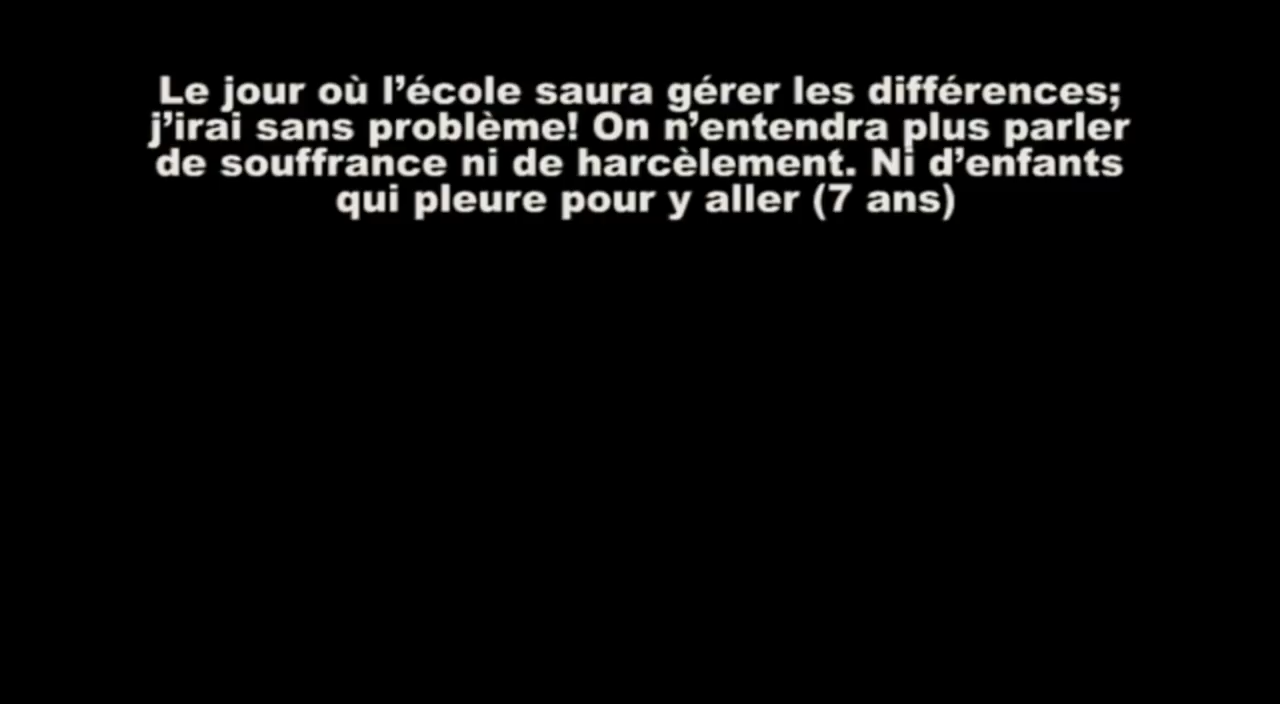 Le jour où l’école saura gérer les différences;
j’irai sans problème! On n’entendra plus parler
de souffrance ni de harcèlement. Ni d’enfants
qui pleure pour y aller (7 ans)